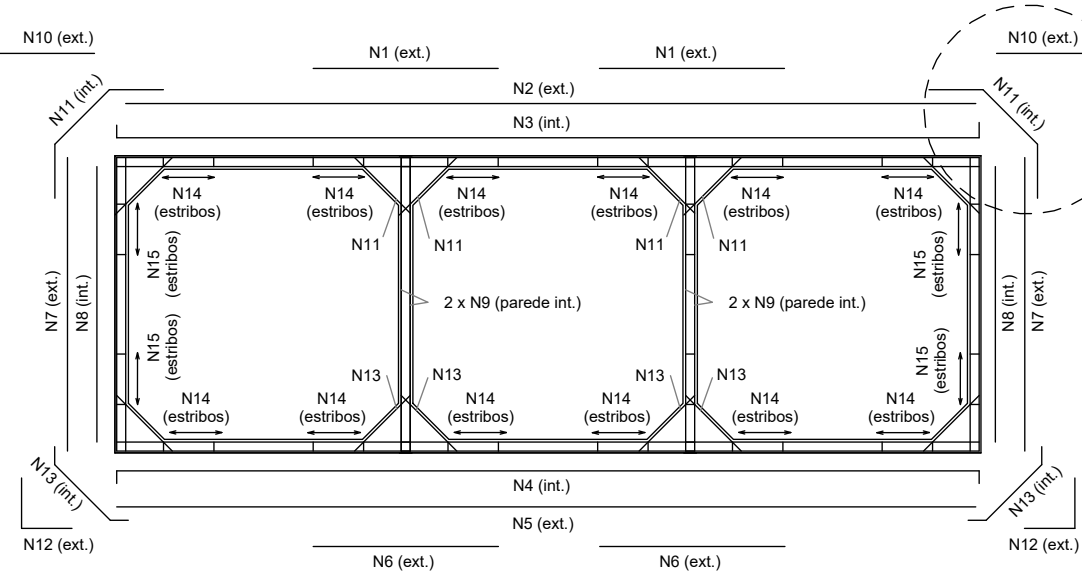 N10 (ext.)
N1 (ext.)
N1 (ext.)
N10 (ext.)
N2 (ext.)
N11 (int.)
N11 (int.)
N3 (int.)
N14
(estribos)
N14
(estribos)
N14
(estribos)
N14
(estribos)
N14
(estribos)
N14
(estribos)
N11
N11
N11
N11
N15
(estribos)
N15
(estribos)
N7 (ext.)
N8 (int.)
2 x N9 (parede int.)
2 x N9 (parede int.)
N8 (int.)
N7 (ext.)
N15
(estribos)
N15
(estribos)
N13
N13
N13
N13
N14
(estribos)
N14
(estribos)
N14
(estribos)
N14
(estribos)
N14
(estribos)
N14
(estribos)
N13 (int.)
N13 (int.)
N4 (int.)
N5 (ext.)
N12 (ext.)
N12 (ext.)
N6 (ext.)
N6 (ext.)